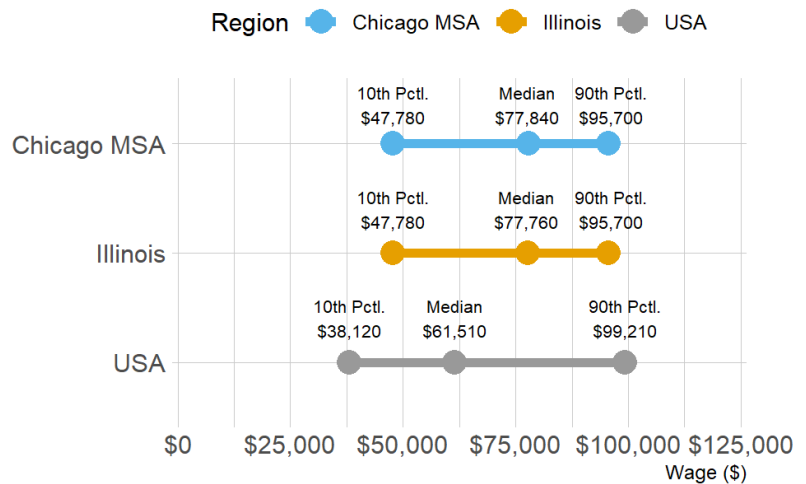 Region Chicago MSA Illinois USA
10th Pctl. Median 90th Pctl.
$47,780 $77,840 $95,700
Chicago MSA
10th Pctl. Median 90th Pctl.
$47,780 $77,760 $95,700
Illinois
10th Pctl. Median 90th Pctl.
$38,120 $61,510 $99,210
USA
$0 $25,000 $50,000 $75,000 $100,000 $125,000
Wage ($)